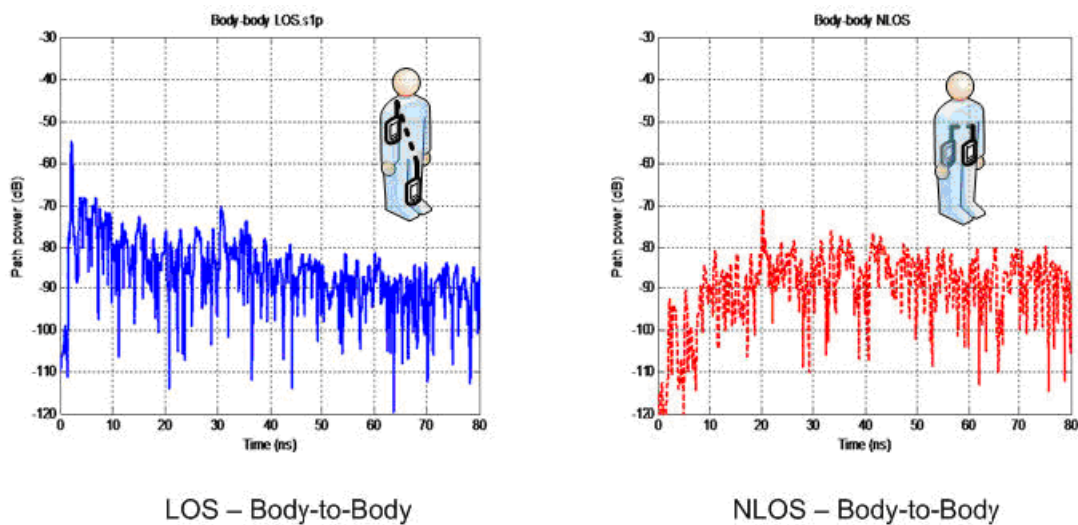 Body-body LOS.s1p
-30
-40
-50
-60
-70
-80
-90
-100
-110
-120
Path power (dB)
0 10 20 30 40 50 60 70 80
Time (ns)
LOS – Body-to-Body
Body-body NLOS
-30
-40
-50
-60
-70
-80
-90
-100
-110
-120
Path power (dB)
0 10 20 30 40 50 60 70 80
Time (ns)
NLOS – Body-to-Body